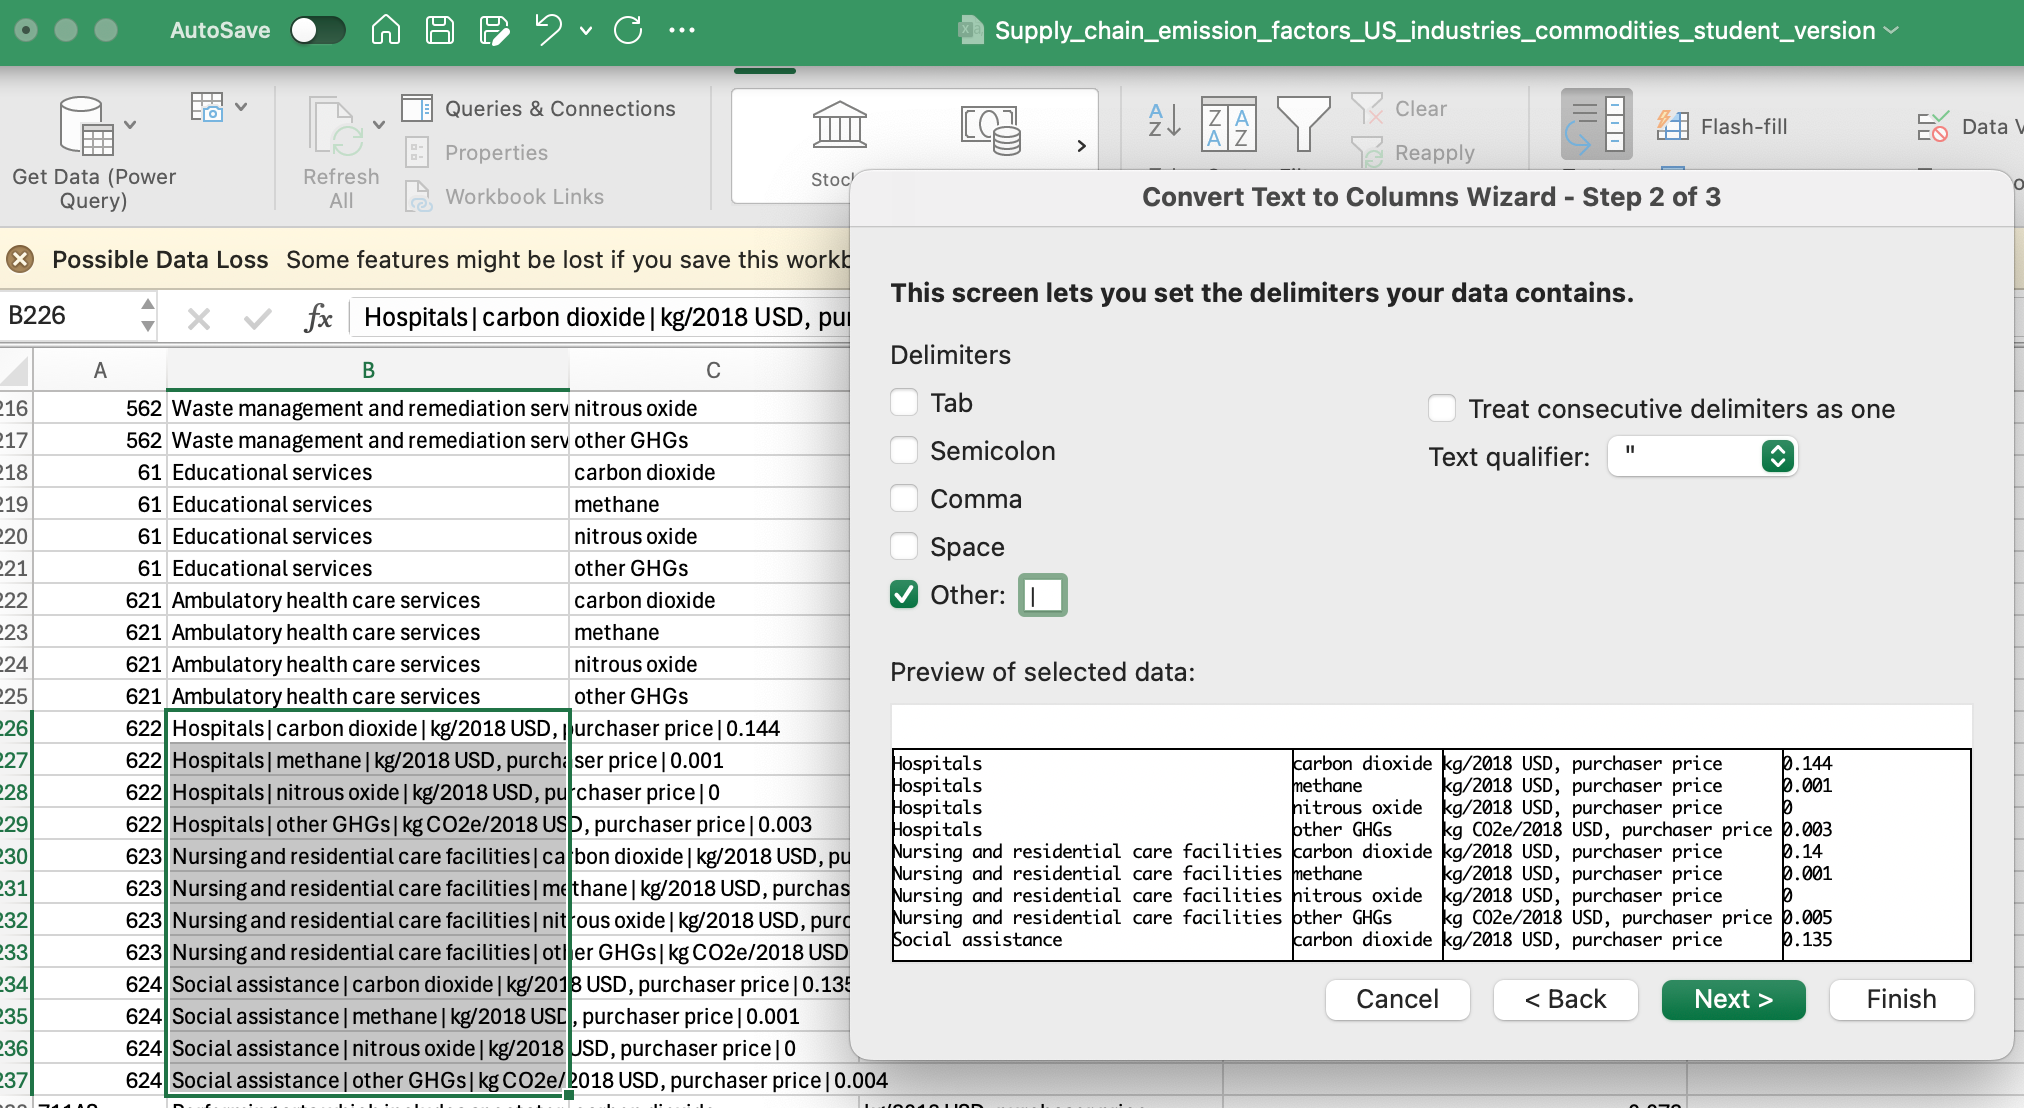 AutoSave
Supply_chain_emission_factors_US_industries_commodities_student_version
Get Data (Power Query)
Refresh All
Queries & Connections
Properties
Workbook Links
Clear
Reapply
Flash-fill
Data V
Possible Data Loss Some features might be lost if you save this workb
B226
fx
Hospitals|carbon dioxide|kg/2018 USD, pur
A B C
216 562 Waste management and remediation serv nitrous oxide
217 562 Waste management and remediation serv other GHGs
218 61 Educational services carbon dioxide
219 61 Educational services methane
220 61 Educational services nitrous oxide
221 61 Educational services other GHGs
222 621 Ambulatory health care services carbon dioxide
223 621 Ambulatory health care services methane
224 621 Ambulatory health care services nitrous oxide
225 621 Ambulatory health care services other GHGs
226 622 Hospitals|carbon dioxide|kg/2018 USD, purchaser price|0.144
227 622 Hospitals|methane|kg/2018 USD, purchaser price|0.001
228 622 Hospitals|nitrous oxide|kg/2018 USD, purchaser price|0
229 622 Hospitals|other GHGs|kg CO2e/2018 USD, purchaser price|0.003
230 623 Nursing and residential care facilities|carbon dioxide|kg/2018 USD, pu
231 623 Nursing and residential care facilities|methane|kg/2018 USD, purchas
232 623 Nursing and residential care facilities|nitrous oxide|kg/2018 USD, purc
233 623 Nursing and residential care facilities|other GHGs|kg CO2e/2018 USD
234 624 Social assistance|carbon dioxide|kg/2018 USD, purchaser price|0.135
235 624 Social assistance|methane|kg/2018 USD, purchaser price|0.001
236 624 Social assistance|nitrous oxide|kg/2018 USD, purchaser price|0
237 624 Social assistance|other GHGs|kg CO2e/2018 USD, purchaser price|0.004
Convert Text to Columns Wizard - Step 2 of 3
This screen lets you set the delimiters your data contains.
Delimiters
Tab
Semicolon
Comma
Space
Other: |
Treat consecutive delimiters as one
Text qualifier: "
Preview of selected data:
Hospitals carbon dioxide kg/2018 USD, purchaser price 0.144
Hospitals methane kg/2018 USD, purchaser price 0.001
Hospitals nitrous oxide kg/2018 USD, purchaser price 0
Hospitals other GHGs kg CO2e/2018 USD, purchaser price 0.003
Nursing and residential care facilities carbon dioxide kg/2018 USD, purchaser price 0.14
Nursing and residential care facilities methane kg/2018 USD, purchaser price 0.001
Nursing and residential care facilities nitrous oxide kg/2018 USD, purchaser price 0
Nursing and residential care facilities other GHGs kg CO2e/2018 USD, purchaser price 0.005
Social assistance carbon dioxide kg/2018 USD, purchaser price 0.135
Cancel
< Back
Next >
Finish